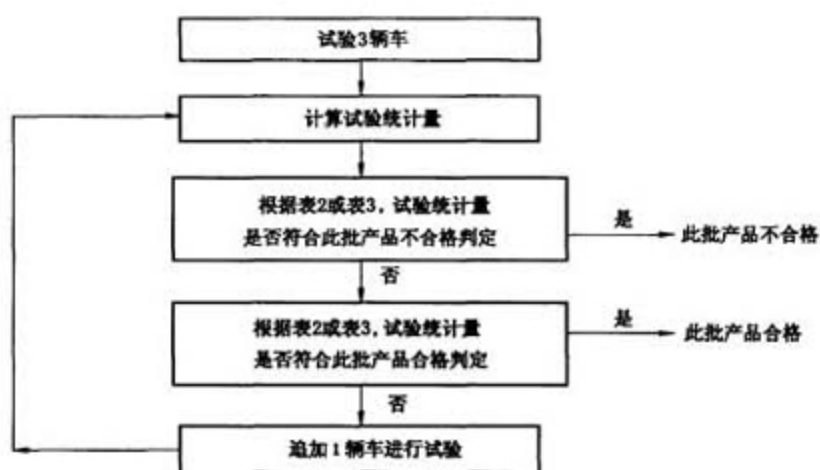 试验3辆车
计算试验统计量
根据表2或表3，试验统计量
是否符合此批产品不合格判定
是
此批产品不合格
否
根据表2或表3，试验统计量
是否符合此批产品合格判定
是
此批产品合格
否
追加1辆车进行试验